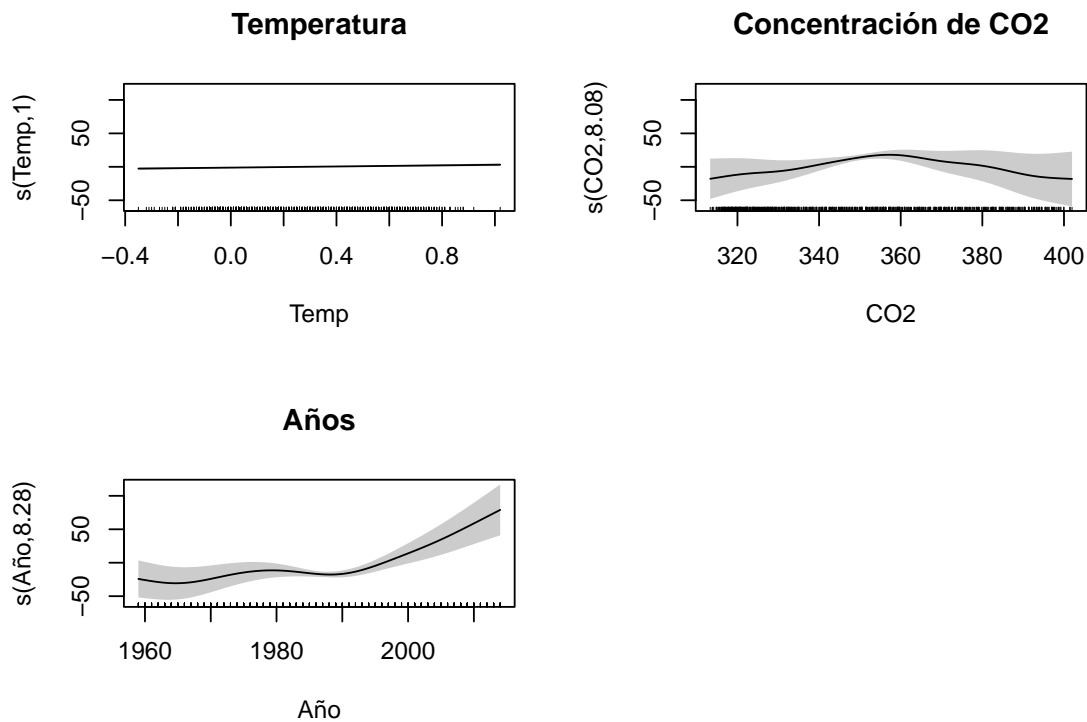 Temperatura
s(Temp,1)
−50 50
−0.4 0.0 0.4 0.8
Temp
Concentración de CO2
s(CO2,8.08)
−50 50
320 340 360 380 400
CO2
Años
s(Año,8.28)
−50 50
1960 1980 2000
Año